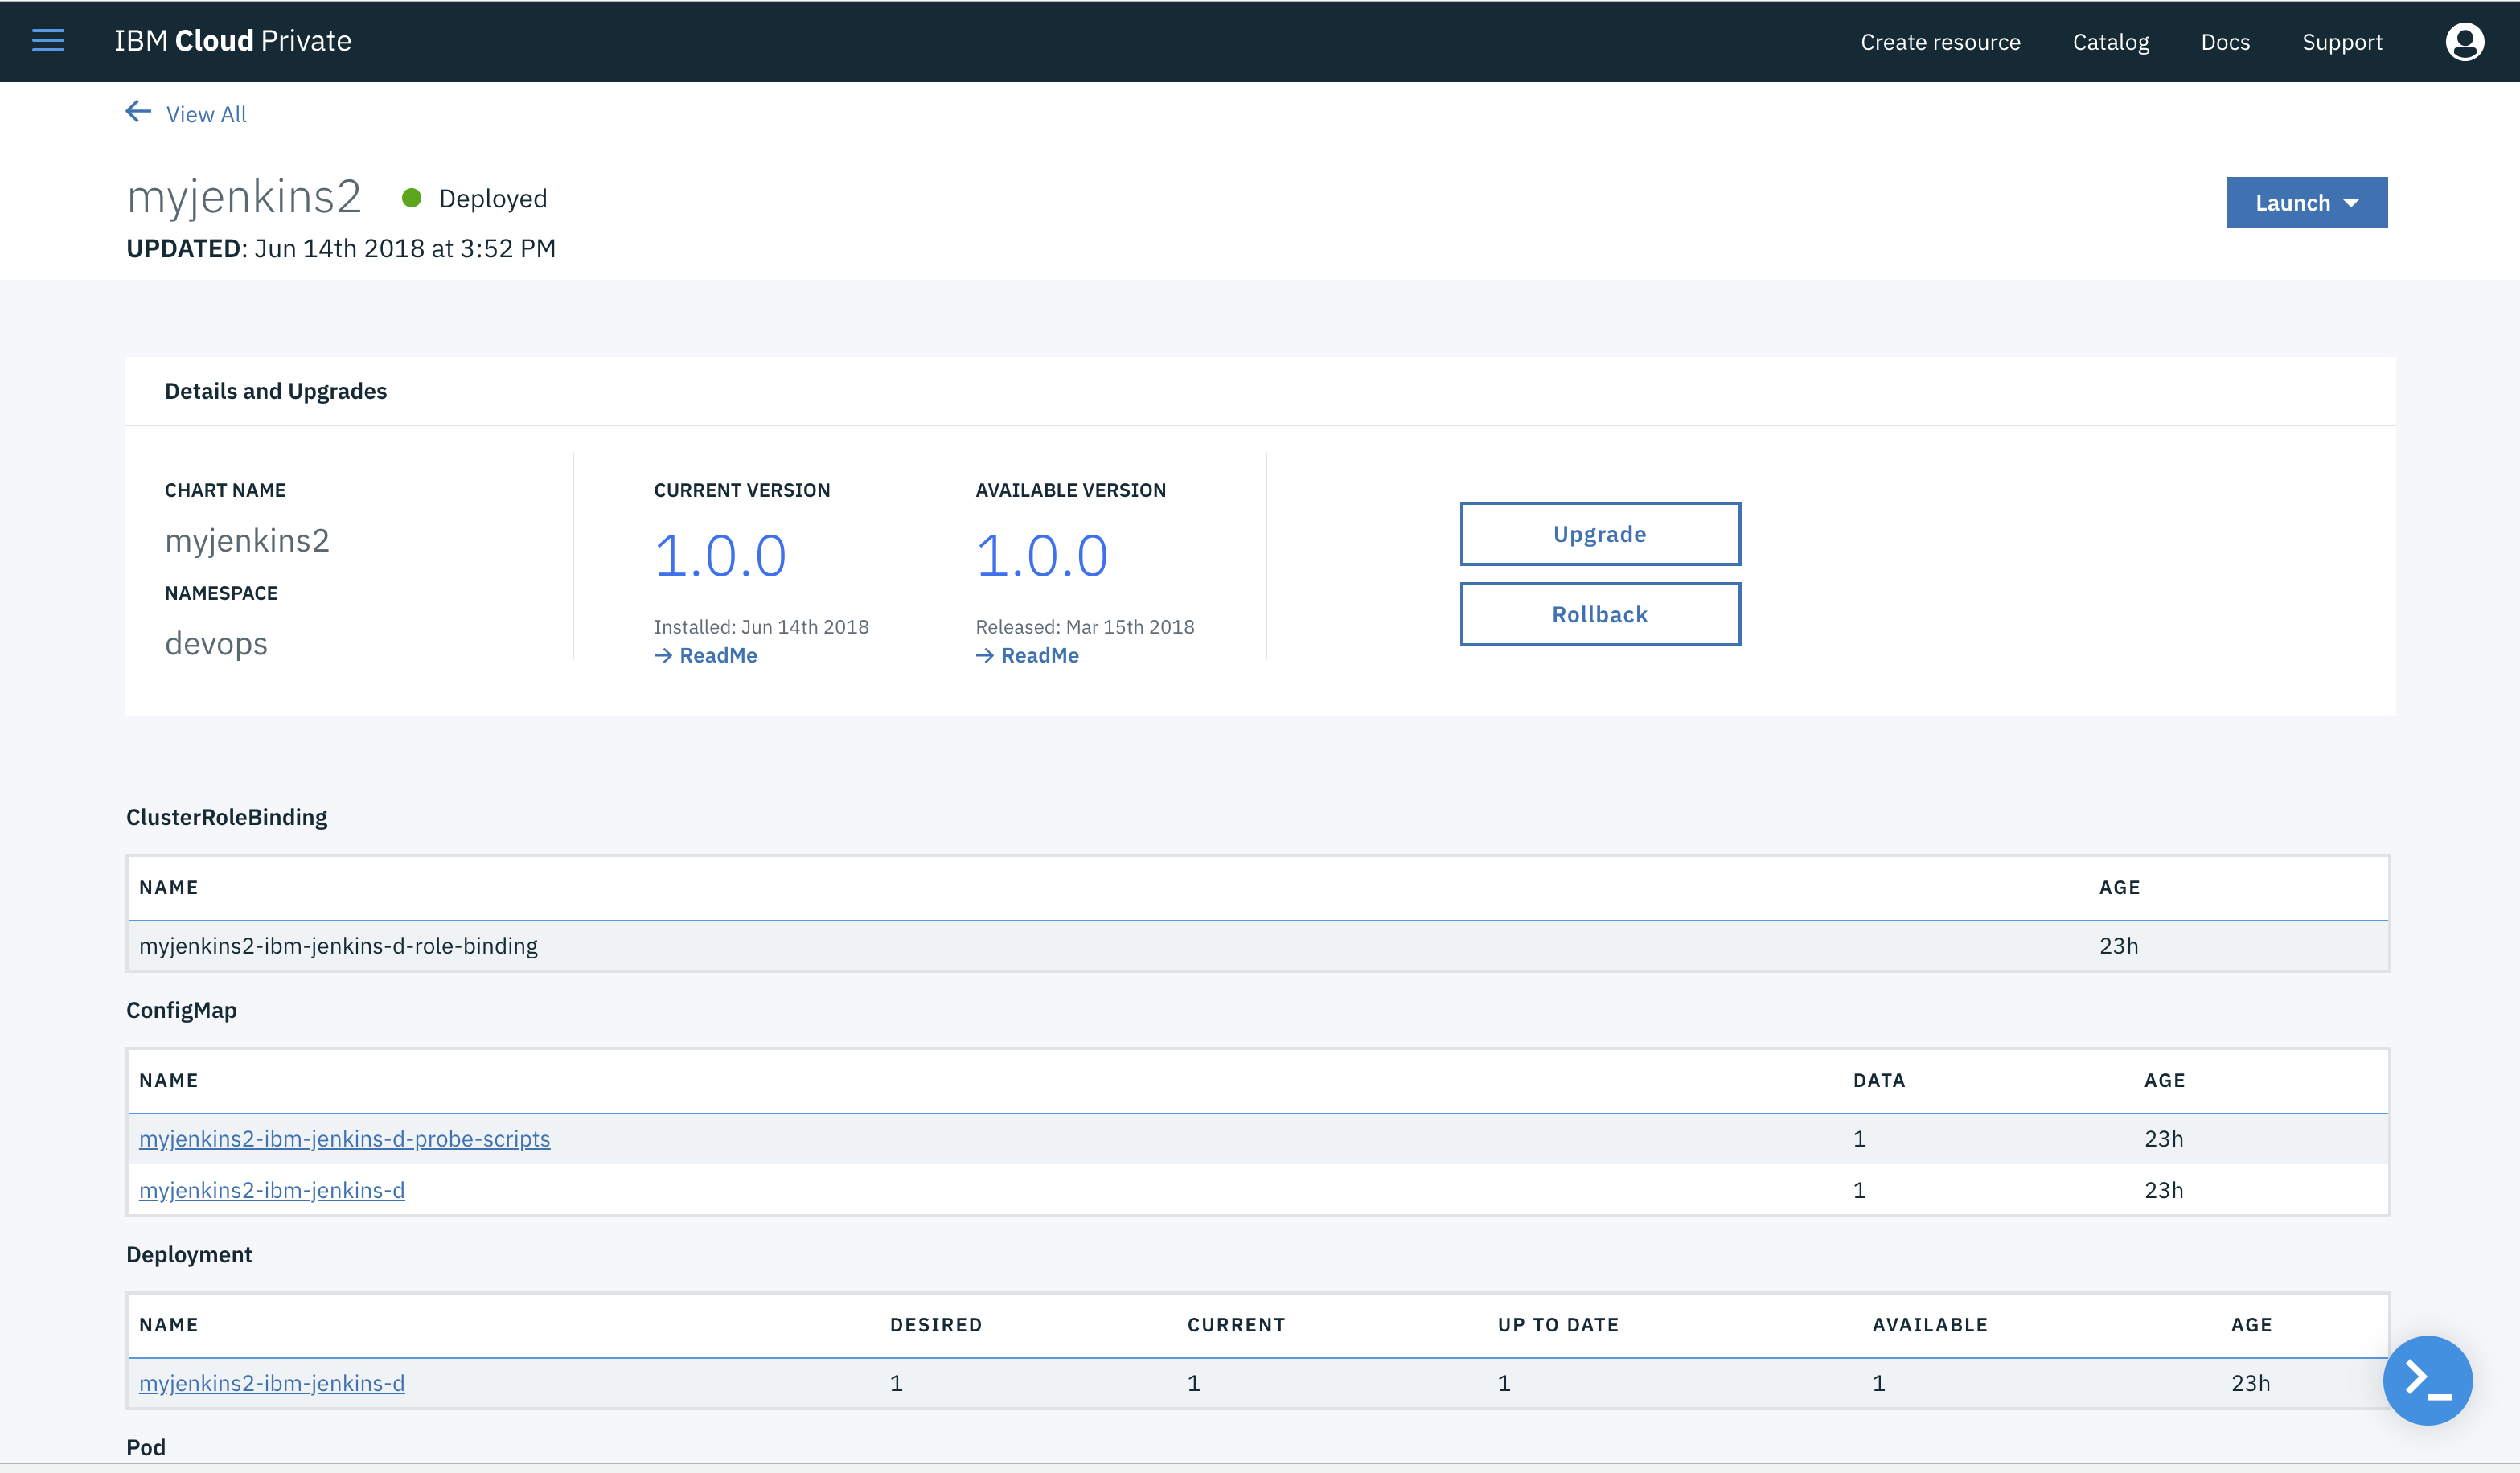 IBM Cloud Private
Create resource Catalog Docs Support
View All
myjenkins2 Deployed
Launch
UPDATED: Jun 14th 2018 at 3:52 PM
Details and Upgrades
CHART NAME
myjenkins2
NAMESPACE
devops
CURRENT VERSION
1.0.0
Installed: Jun 14th 2018
ReadMe
AVAILABLE VERSION
1.0.0
Released: Mar 15th 2018
ReadMe
Upgrade
Rollback
ClusterRoleBinding
NAME AGE
myjenkins2-ibm-jenkins-d-role-binding 23h
ConfigMap
NAME DATA AGE
myjenkins2-ibm-jenkins-d-probe-scripts 1 23h
myjenkins2-ibm-jenkins-d 1 23h
Deployment
NAME DESIRED CURRENT UP TO DATE AVAILABLE AGE
myjenkins2-ibm-jenkins-d 1 1 1 1 23h
Pod